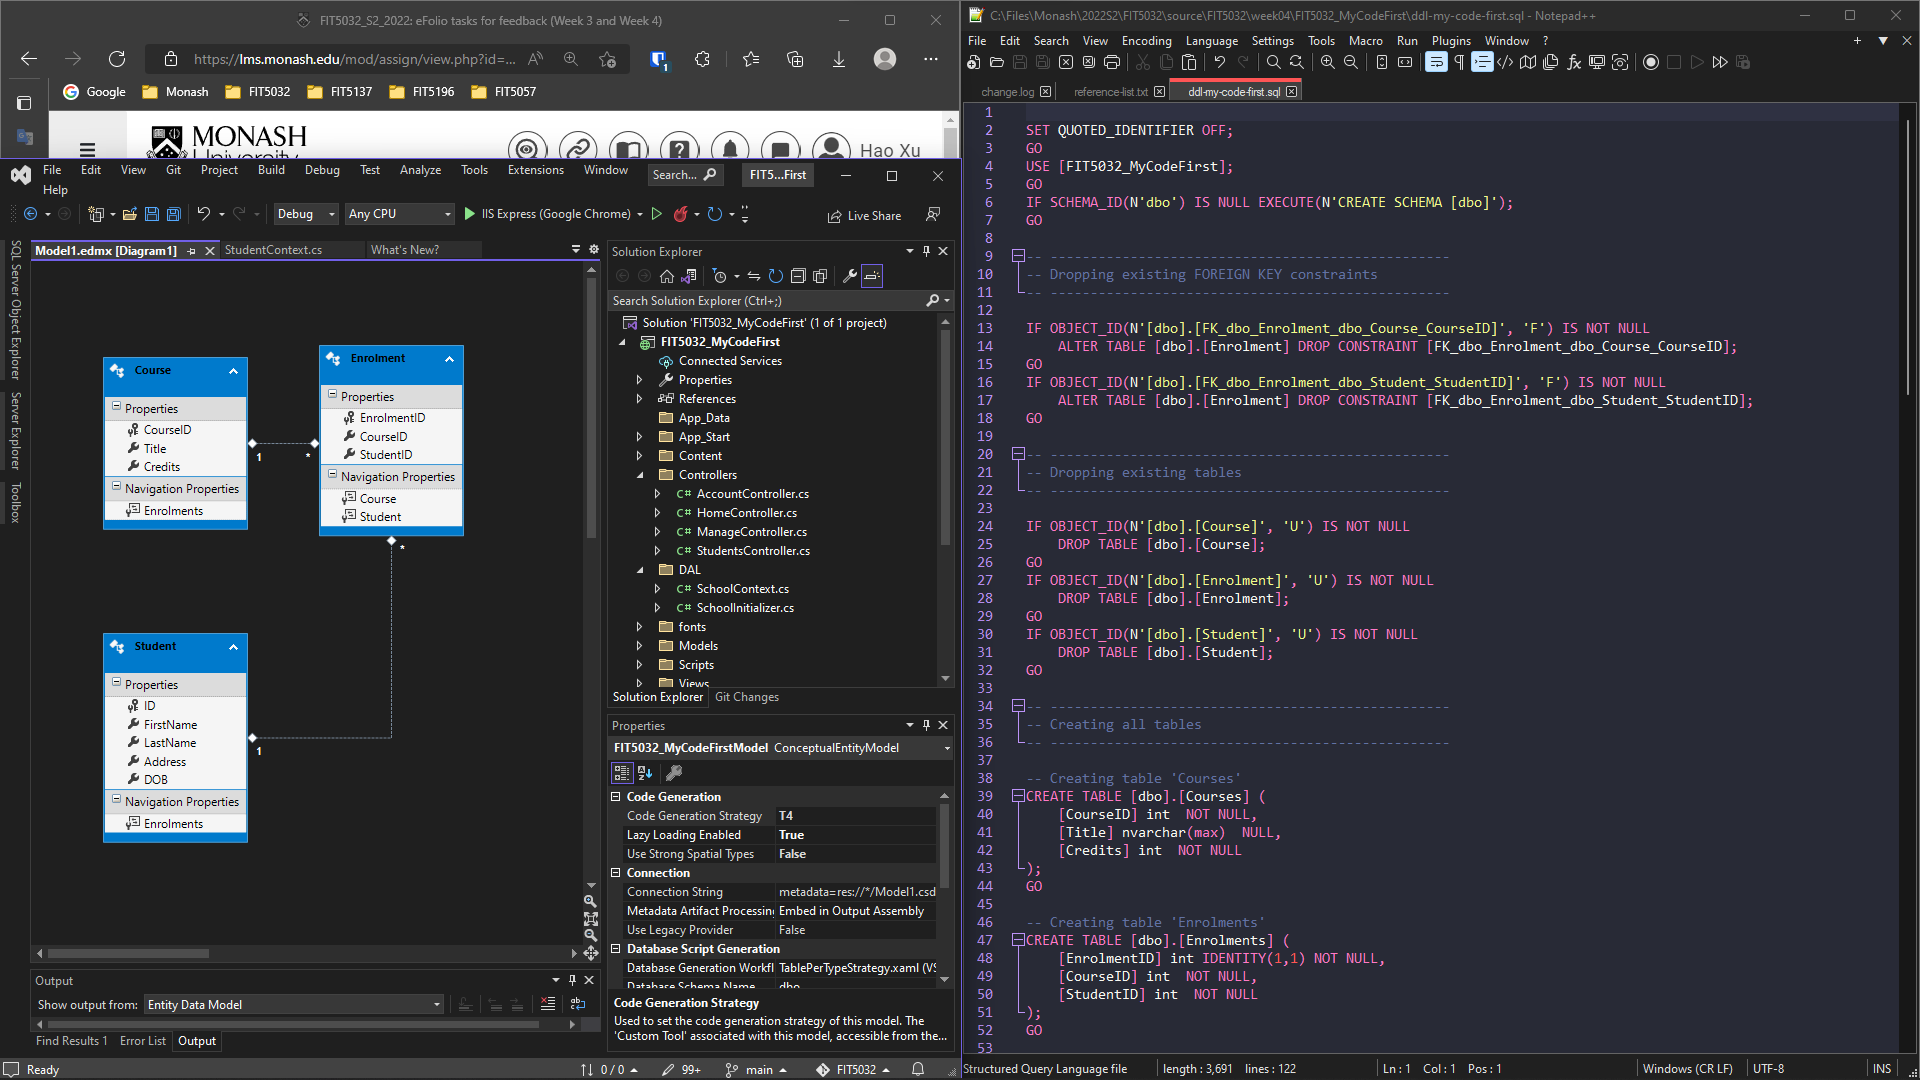 FIT5032_S2_2022: eFolio tasks for feedback (Week 3 and Week 4)
https://lms.monash.edu/mod/assign/view.php?id=...
1
Google Monash FIT5032 FIT5137 FIT5196 FIT5057
MONASH
University
Hao Xu
File Edit View Git Project Build Debug Test Analyze Tools Extensions Window
Help
Search...
FIT5...First
Debug Any CPU IIS Express (Google Chrome) Live Share
SQL Server Object Explorer
Server Explorer
Toolbox
Model1.edmx [Diagram1] StudentContext.cs What's New?
Course
Properties
CourseID
Title
Credits
Navigation Properties
Enrolments
1
*
Enrolment
Properties
EnrolmentID
CourseID
StudentID
Navigation Properties
Course
Student
*
Student
Properties
ID
FirstName
LastName
Address
DOB
Navigation Properties
Enrolments
1
Output
Show output from: Entity Data Model
Find Results 1 Error List Output
Solution Explorer
Search Solution Explorer (Ctrl+;)
Solution 'FIT5032_MyCodeFirst' (1 of 1 project)
FIT5032_MyCodeFirst
Connected Services
Properties
References
App_Data
App_Start
Content
Controllers
C# AccountController.cs
C# HomeController.cs
C# ManageController.cs
C# StudentsController.cs
DAL
C# SchoolContext.cs
C# SchoolInitializer.cs
fonts
Models
Scripts
Views
Solution Explorer Git Changes
Properties
FIT5032_MyCodeFirstModel ConceptualEntityModel
Code Generation
Code Generation Strategy T4
Lazy Loading Enabled True
Use Strong Spatial Types False
Connection
Connection String metadata=res://*/Model1.csd
Metadata Artifact Processing Embed in Output Assembly
Use Legacy Provider False
Database Script Generation
Database Generation Workfl TablePerTypeStrategy.xaml (VS
Database Schema Name dbo
Code Generation Strategy
Used to set the code generation strategy of this model. The
'Custom Tool' associated with this model, accessible from the...
Ready 0 / 0 99+ main FIT5032
C:\Files\Monash\2022S2\FIT5032\source\FIT5032\week04\FIT5032_MyCodeFirst\ddl-my-code-first.sql - Notepad++
File Edit Search View Encoding Language Settings Tools Macro Run Plugins Window ?
change.log reference-list.txt ddl-my-code-first.sql
1
2 SET QUOTED_IDENTIFIER OFF;
3 GO
4 USE [FIT5032_MyCodeFirst];
5 GO
6 IF SCHEMA_ID(N'dbo') IS NULL EXECUTE(N'CREATE SCHEMA [dbo]');
7 GO
8
9 -- --------------------------------------------------
10 -- Dropping existing FOREIGN KEY constraints
11 -- --------------------------------------------------
12
13 IF OBJECT_ID(N'[dbo].[FK_dbo_Enrolment_dbo_Course_CourseID]', 'F') IS NOT NULL
14 ALTER TABLE [dbo].[Enrolment] DROP CONSTRAINT [FK_dbo_Enrolment_dbo_Course_CourseID];
15 GO
16 IF OBJECT_ID(N'[dbo].[FK_dbo_Enrolment_dbo_Student_StudentID]', 'F') IS NOT NULL
17 ALTER TABLE [dbo].[Enrolment] DROP CONSTRAINT [FK_dbo_Enrolment_dbo_Student_StudentID];
18 GO
19
20 -- --------------------------------------------------
21 -- Dropping existing tables
22 -- --------------------------------------------------
23
24 IF OBJECT_ID(N'[dbo].[Course]', 'U') IS NOT NULL
25 DROP TABLE [dbo].[Course];
26 GO
27 IF OBJECT_ID(N'[dbo].[Enrolment]', 'U') IS NOT NULL
28 DROP TABLE [dbo].[Enrolment];
29 GO
30 IF OBJECT_ID(N'[dbo].[Student]', 'U') IS NOT NULL
31 DROP TABLE [dbo].[Student];
32 GO
33
34 -- --------------------------------------------------
35 -- Creating all tables
36 -- --------------------------------------------------
37
38 -- Creating table 'Courses'
39 CREATE TABLE [dbo].[Courses] (
40 [CourseID] int NOT NULL,
41 [Title] nvarchar(max) NULL,
42 [Credits] int NOT NULL
43 );
44 GO
45
46 -- Creating table 'Enrolments'
47 CREATE TABLE [dbo].[Enrolments] (
48 [EnrolmentID] int IDENTITY(1,1) NOT NULL,
49 [CourseID] int NOT NULL,
50 [StudentID] int NOT NULL
51 );
52 GO
53
Structured Query Language file length : 3,691 lines : 122 Ln : 1 Col : 1 Pos : 1 Windows (CR LF) UTF-8 INS